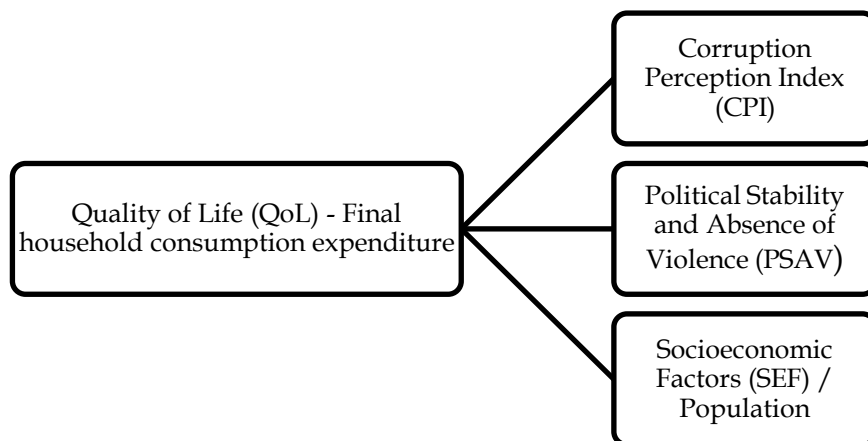 Quality of Life (QoL) - Final
household consumption expenditure
Corruption
Perception Index
(CPI)
Political Stability
and Absence of
Violence (PSAV)
Socioeconomic
Factors (SEF) /
Population